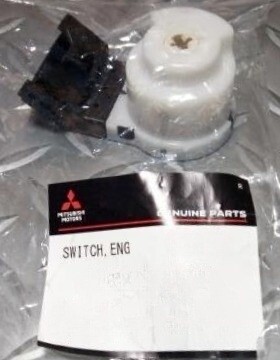 MITSUBISHI
MOTORS
GENUINE PARTS
SWITCH,ENG